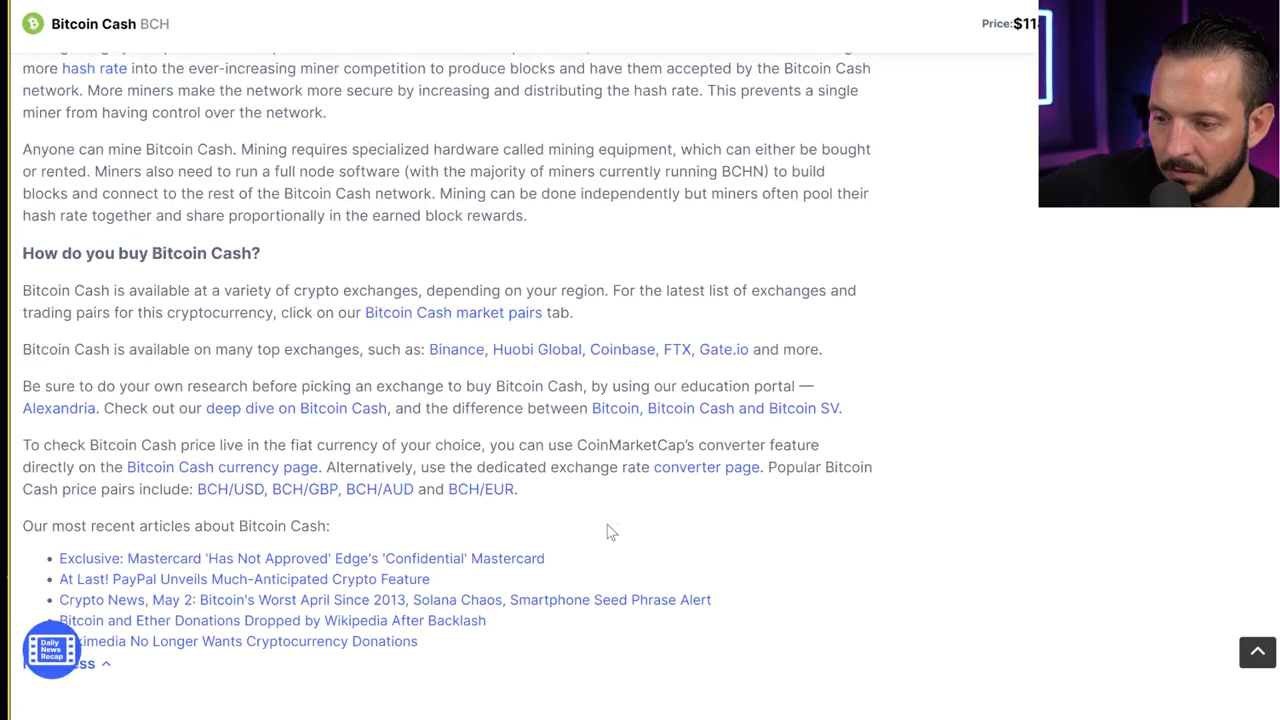 Bitcoin Cash BCH
Price:$11
more hash rate into the ever-increasing miner competition to produce blocks and have them accepted by the Bitcoin Cash
network. More miners make the network more secure by increasing and distributing the hash rate. This prevents a single
miner from having control over the network.
Anyone can mine Bitcoin Cash. Mining requires specialized hardware called mining equipment, which can either be bought
or rented. Miners also need to run a full node software (with the majority of miners currently running BCHN) to build
blocks and connect to the rest of the Bitcoin Cash network. Mining can be done independently but miners often pool their
hash rate together and share proportionally in the earned block rewards.
How do you buy Bitcoin Cash?
Bitcoin Cash is available at a variety of crypto exchanges, depending on your region. For the latest list of exchanges and
trading pairs for this cryptocurrency, click on our Bitcoin Cash market pairs tab.
Bitcoin Cash is available on many top exchanges, such as: Binance, Huobi Global, Coinbase, FTX, Gate.io and more.
Be sure to do your own research before picking an exchange to buy Bitcoin Cash, by using our education portal —
Alexandria. Check out our deep dive on Bitcoin Cash, and the difference between Bitcoin, Bitcoin Cash and Bitcoin SV.
To check Bitcoin Cash price live in the fiat currency of your choice, you can use CoinMarketCap’s converter feature
directly on the Bitcoin Cash currency page. Alternatively, use the dedicated exchange rate converter page. Popular Bitcoin
Cash price pairs include: BCH/USD, BCH/GBP, BCH/AUD and BCH/EUR.
Our most recent articles about Bitcoin Cash:
• Exclusive: Mastercard 'Has Not Approved' Edge's 'Confidential' Mastercard
• At Last! PayPal Unveils Much-Anticipated Crypto Feature
• Crypto News, May 2: Bitcoin's Worst April Since 2013, Solana Chaos, Smartphone Seed Phrase Alert
Bitcoin and Ether Donations Dropped by Wikipedia After Backlash
imedia No Longer Wants Cryptocurrency Donations
Daily
News
Recap
ess